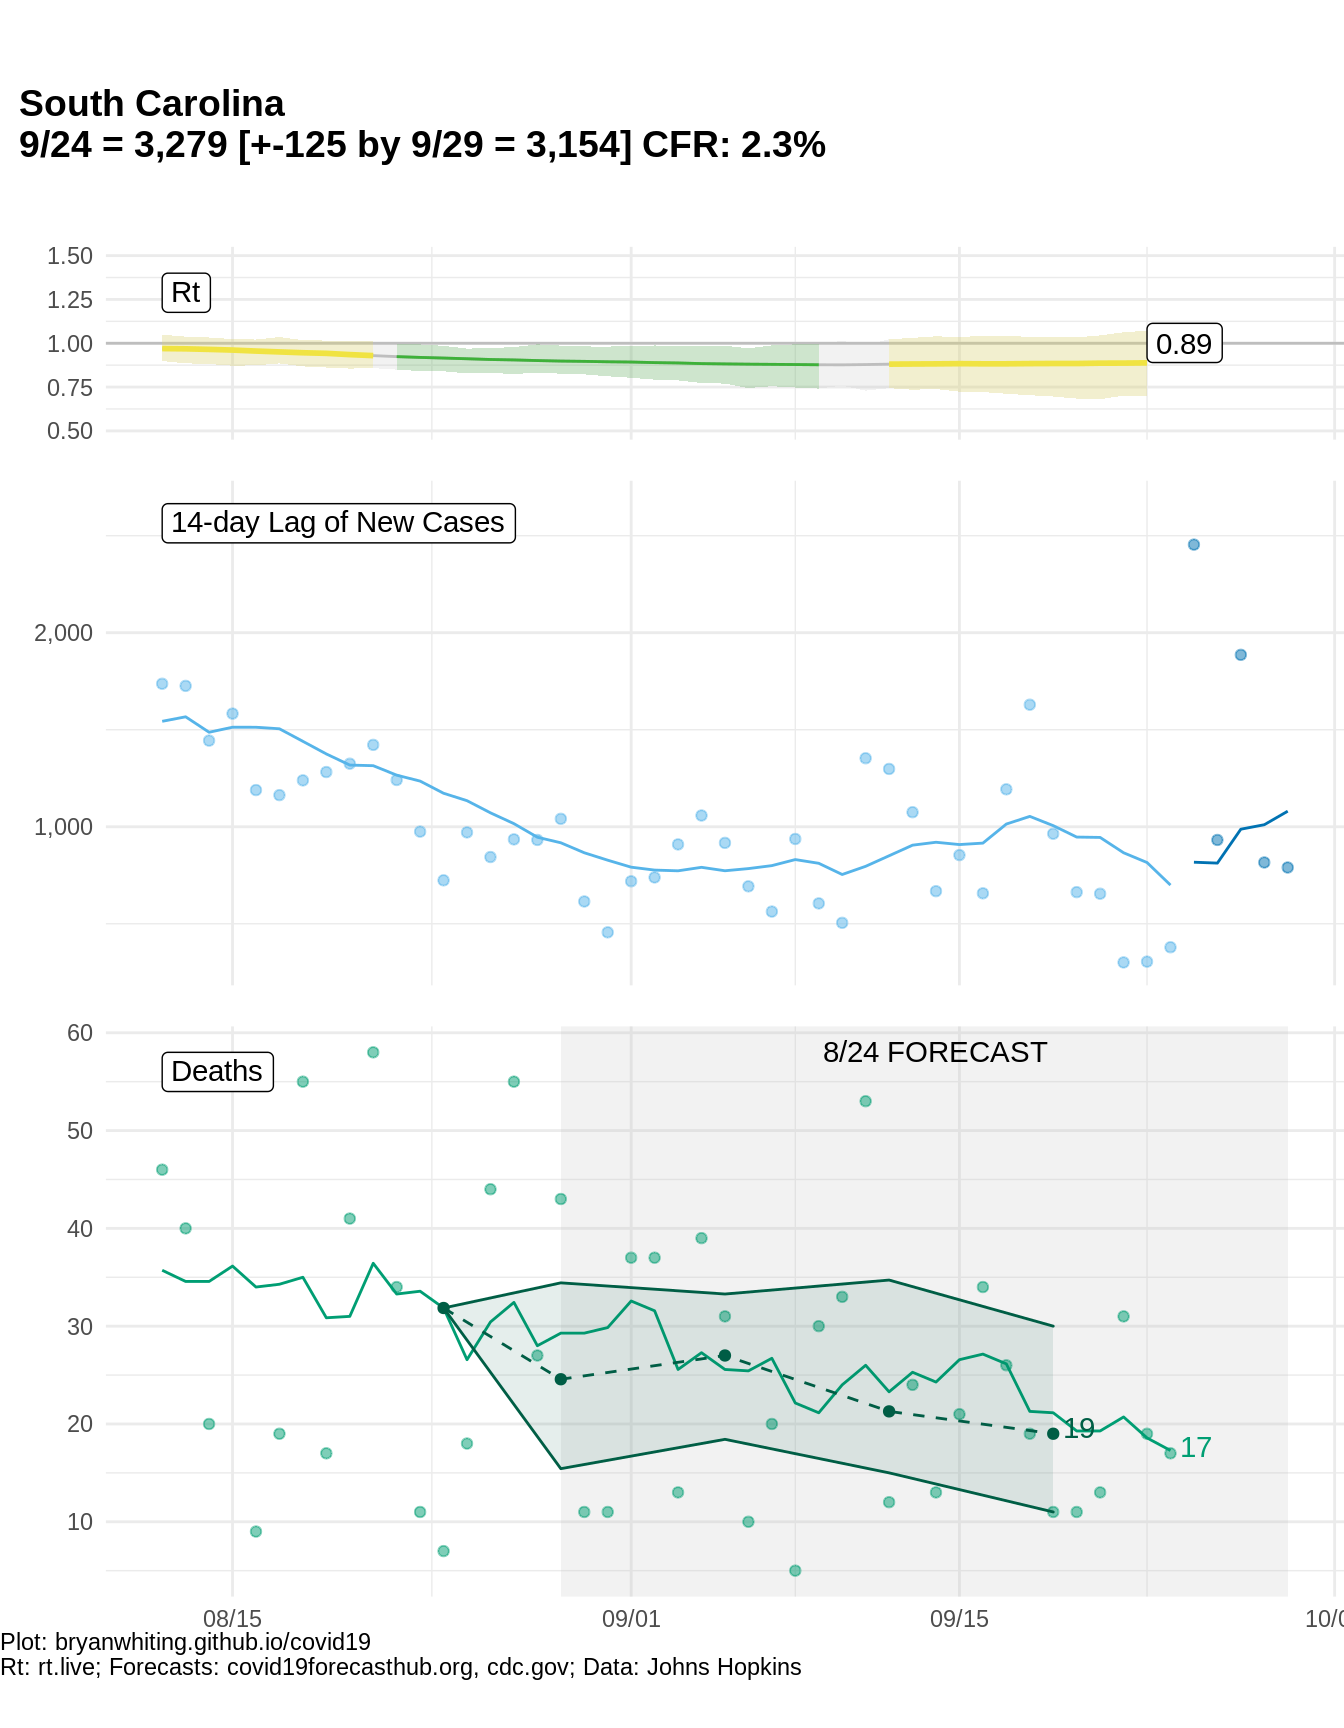 South Carolina
9/24 = 3,279 [+-125 by 9/29 = 3,154] CFR: 2.3%
1.50
Rt
1.25
1.00
0.89
0.75
0.50
14-day Lag of New Cases
2,000
1,000
60
8/24 FORECAST
Deaths
50
40
30
20
19
17
10
08/15 09/01 09/15 10/0
Plot: bryanwhiting.github.io/covid19
Rt: rt.live; Forecasts: covid19forecasthub.org, cdc.gov; Data: Johns Hopkins